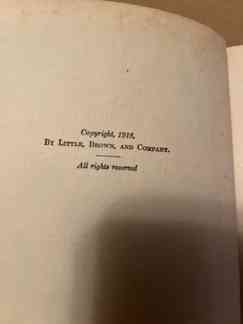 Copyright, 1918,
BY LITTLE, BROWN, AND COMPANY.
All rights reserved